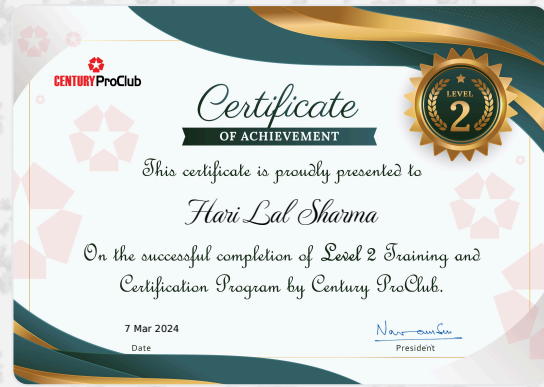 CENTURY ProClub
Certificate
OF ACHIEVEMENT
LEVEL
2
This certificate is proudly presented to
Hari Lal Sharma
On the successful completion of Level 2 Training and
Certification Program by Century ProClub.
7 Mar 2024
Date
President